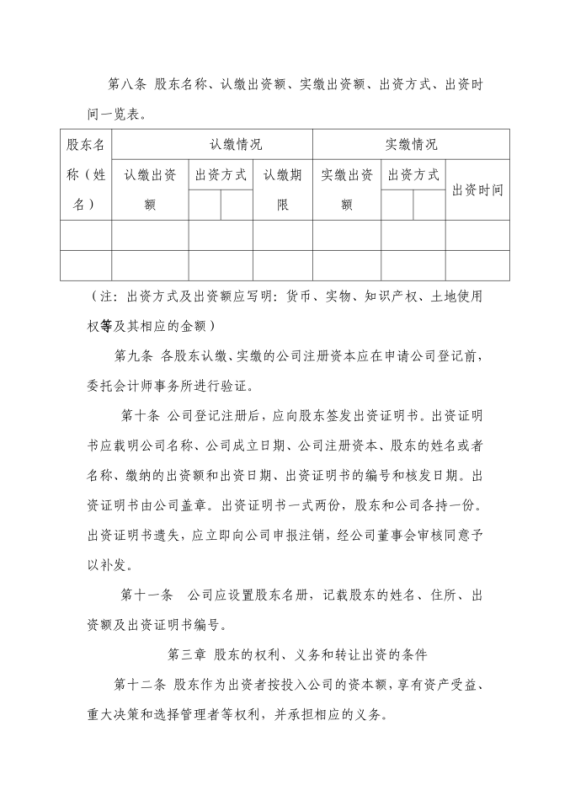 第八条 股东名称、认缴出资额、实缴出资额、出资方式、出资时
间一览表。
股东名
称（姓
名）
认缴情况
实缴情况
认缴出资
额
出资方式
认缴期
限
实缴出资
额
出资方式
出资时间
（注：出资方式及出资额应写明：货币、实物、知识产权、土地使用
权等及其相应的金额）
第九条 各股东认缴、实缴的公司注册资本应在申请公司登记前，
委托会计师事务所进行验证。
第十条 公司登记注册后，应向股东签发出资证明书。出资证明
书应载明公司名称、公司成立日期、公司注册资本、股东的姓名或者
名称、缴纳的出资额和出资日期、出资证明书的编号和核发日期。出
资证明书由公司盖章。出资证明书一式两份，股东和公司各持一份。
出资证明书遗失，应立即向公司申报注销，经公司董事会审核同意予
以补发。
第十一条 公司应设置股东名册，记载股东的姓名、住所、出
资额及出资证明书编号。
第三章 股东的权利、义务和转让出资的条件
第十二条 股东作为出资者按投入公司的资本额，享有资产受益、
重大决策和选择管理者等权利，并承担相应的义务。